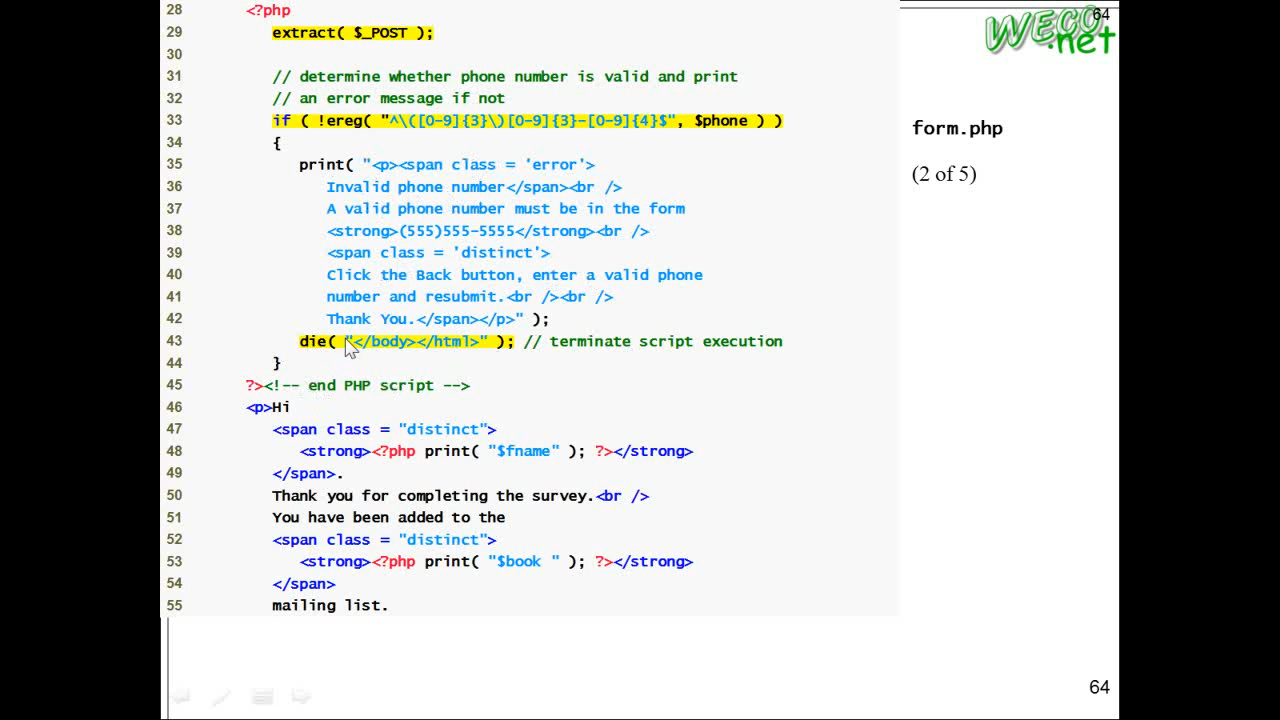 28 <?php
29 extract( $_POST );
30
31 // determine whether phone number is valid and print
32 // an error message if not
33 if ( !ereg( "^\([0-9]{3}\)[0-9]{3}-[0-9]{4}$", $phone ) )
34 {
35 print( "<p><span class = 'error'>
36 Invalid phone number</span><br />
37 A valid phone number must be in the form
38 <strong>(555)555-5555</strong><br />
39 <span class = 'distinct'>
40 Click the Back button, enter a valid phone
41 number and resubmit.<br /><br />
42 Thank You.</span></p>" );
43 die( "</body></html>" ); // terminate script execution
44 }
45 ?><!-- end PHP script -->
46 <p>Hi
47 <span class = "distinct">
48 <strong><?php print( "$fname" ); ?></strong>
49 </span>.
50 Thank you for completing the survey.<br />
51 You have been added to the
52 <span class = "distinct">
53 <strong><?php print( "$book " ); ?></strong>
54 </span>
55 mailing list.
64
WECO
.net
form.php
(2 of 5)
64